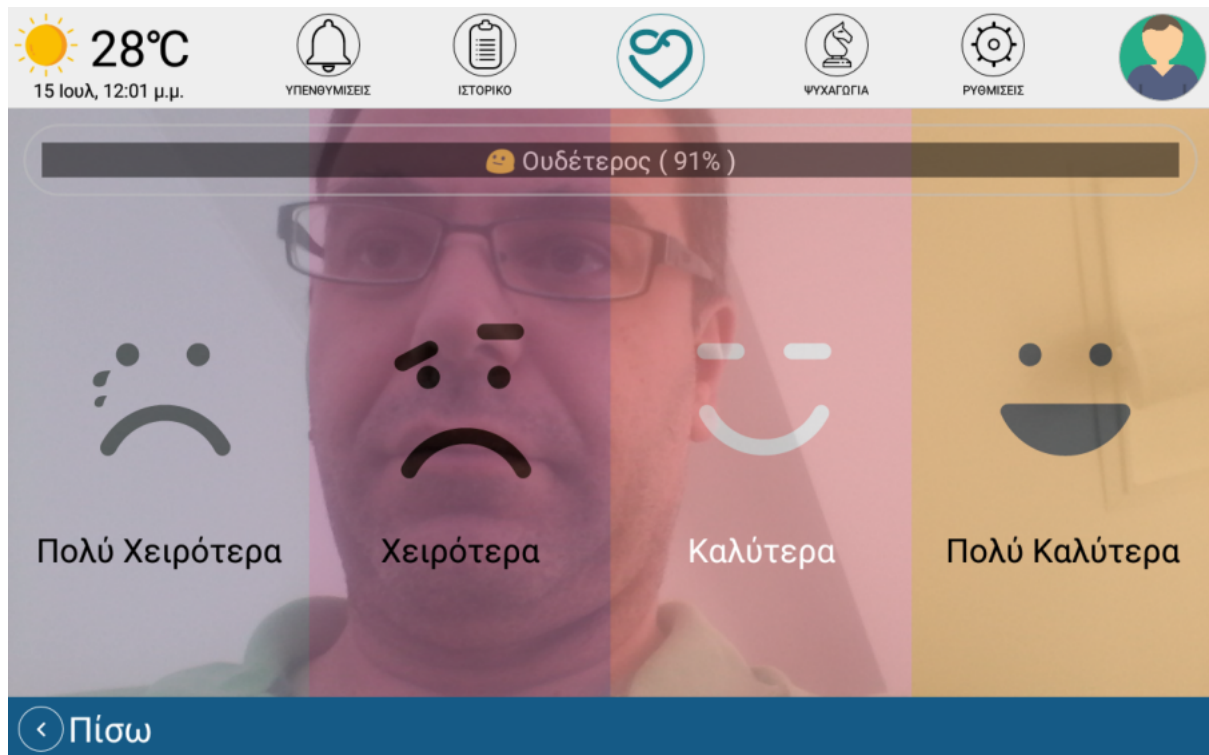 28°C
15 Ιουλ, 12:01 μ.μ.
ΥΠΕΝΘΥΜΙΣΕΙΣ
ΙΣΤΟΡΙΚΟ
ΨΥΧΑΓΩΓΙΑ
ΡΥΘΜΙΣΕΙΣ
Ουδέτερος ( 91% )
Πολύ Χειρότερα
Χειρότερα
Καλύτερα
Πολύ Καλύτερα
Πίσω